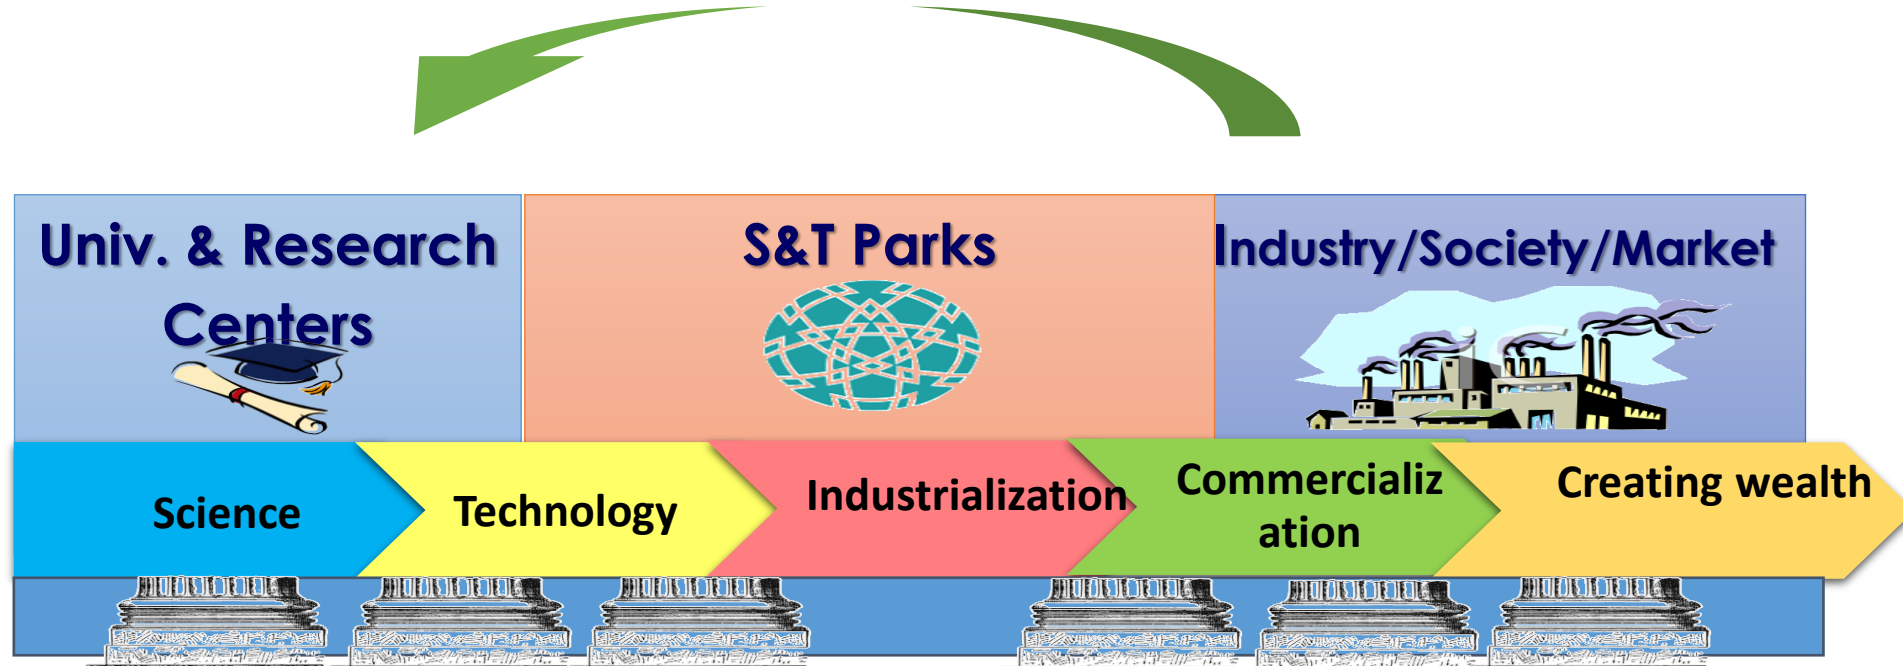 Univ. & Research
Centers
S&T Parks
Industry/Society/Market
Science
Technology
Industrialization
Commercializ
ation
Creating wealth